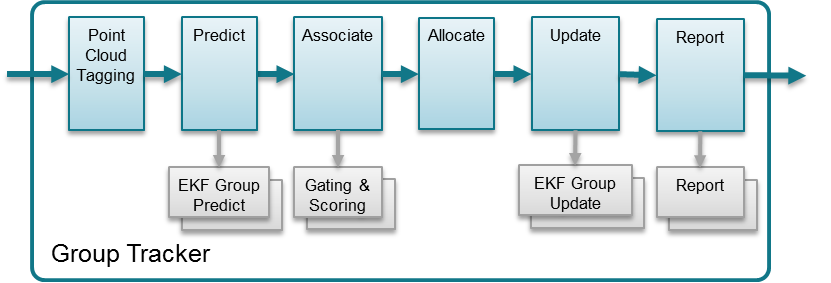 Point
Cloud
Tagging
Predict
Associate
Allocate
Update
Report
EKF Group
Predict
Gating &
Scoring
EKF Group
Update
Report
Group Tracker